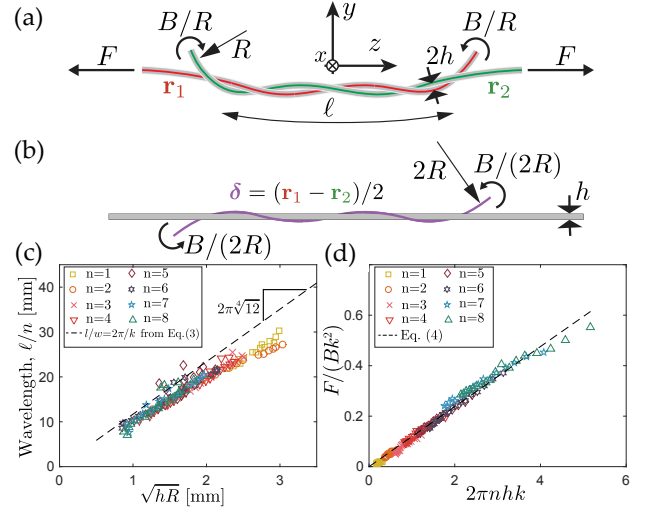 (a)
B/R
R
y
x
z
B/R
2h
F
F
r₁
r₂
ℓ
(b)
δ = (r₁ − r₂)/2
2R
B/(2R)
B/(2R)
h
(c)
Wavelength, ℓ/n [mm]
40
30
20
10
0
n=1
n=2
n=3
n=4
n=5
n=6
n=7
n=8
l/w=2π/k from Eq.(3)
2π∜12
0
1
2
3
√hR [mm]
(d)
F/(Bk²)
0.6
0.4
0.2
0
n=1
n=2
n=3
n=4
n=5
n=6
n=7
n=8
Eq. (4)
0
2
4
6
2πnhk